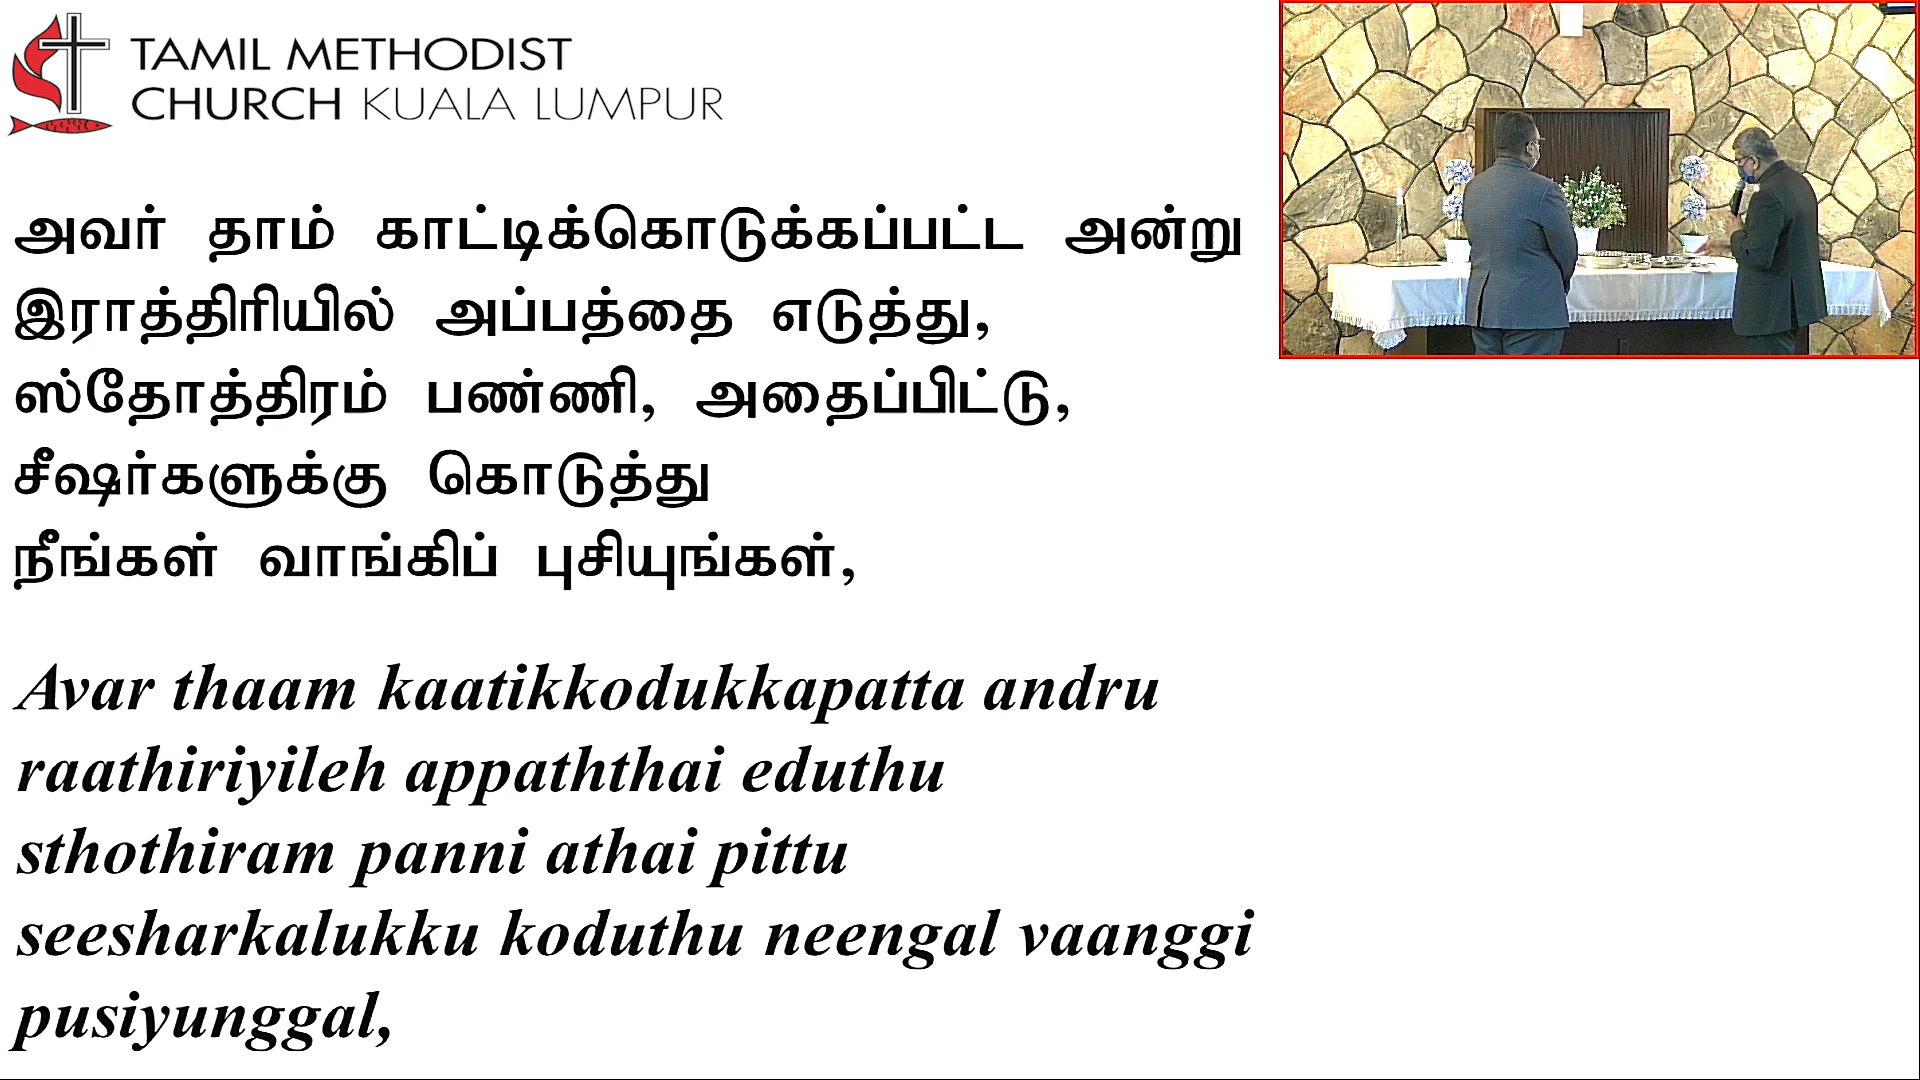 TAMIL METHODIST
CHURCH KUALA LUMPUR
அவர் தாம் காட்டிக்கொடுக்கப்பட்ட அன்று
இராத்திரியில் அப்பத்தை எடுத்து,
ஸ்தோத்திரம் பண்ணி, அதைப்பிட்டு,
சீஷர்களுக்கு கொடுத்து
நீங்கள் வாங்கிப் புசியுங்கள்,
Avar thaam kaatikkodukkapatta andru
raathiriyileh appaththai eduthu
sthothiram panni athai pittu
seesharkalukku koduthu neengal vaanggi
pusiyunggal,